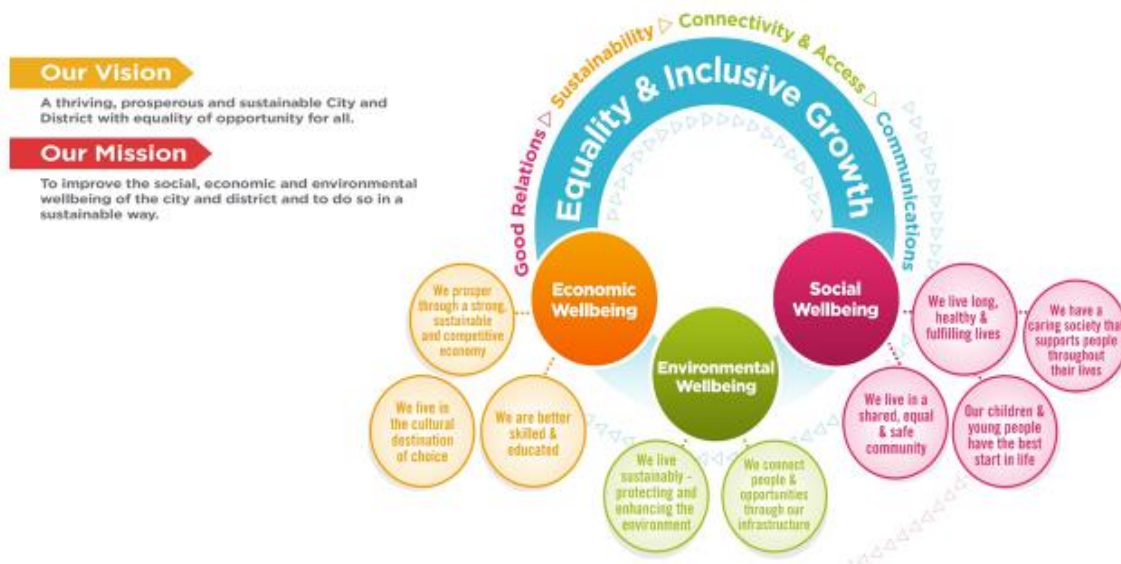 Our Vision
A thriving, prosperous and sustainable City and
District with equality of opportunity for all.
Our Mission
To improve the social, economic and environmental
wellbeing of the city and district and to do so in a
sustainable way.
Good Relations
Sustainability
Connectivity & Access
Communications
Equality & Inclusive Growth
Economic
Wellbeing
We prosper
through a strong,
sustainable
and competitive
economy
We live in
the cultural
destination
of choice
We are better
skilled &
educated
Environmental
Wellbeing
We live
sustainably -
protecting and
enhancing the
environment
We connect
people &
opportunities
through our
infrastructure
Social
Wellbeing
We live long,
healthy &
fulfilling lives
We have a
caring society that
supports people
throughout
their lives
We live in a
shared, equal
& safe
community
Our children &
young people
have the best
start in life